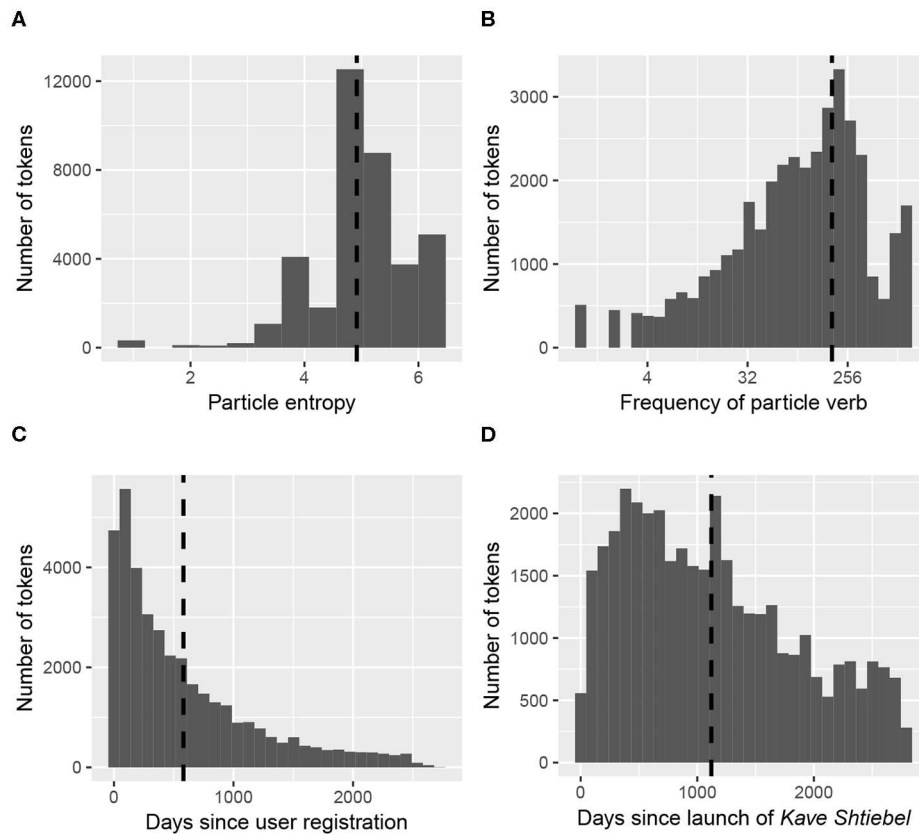 A
Number of tokens
12000
8000
4000
0
2
4
6
Particle entropy
B
Number of tokens
3000
2000
1000
0
4
32
256
Frequency of particle verb
C
Number of tokens
4000
2000
0
0
1000
2000
Days since user registration
D
Number of tokens
2000
1500
1000
500
0
0
1000
2000
Days since launch of Kave Shtiebel